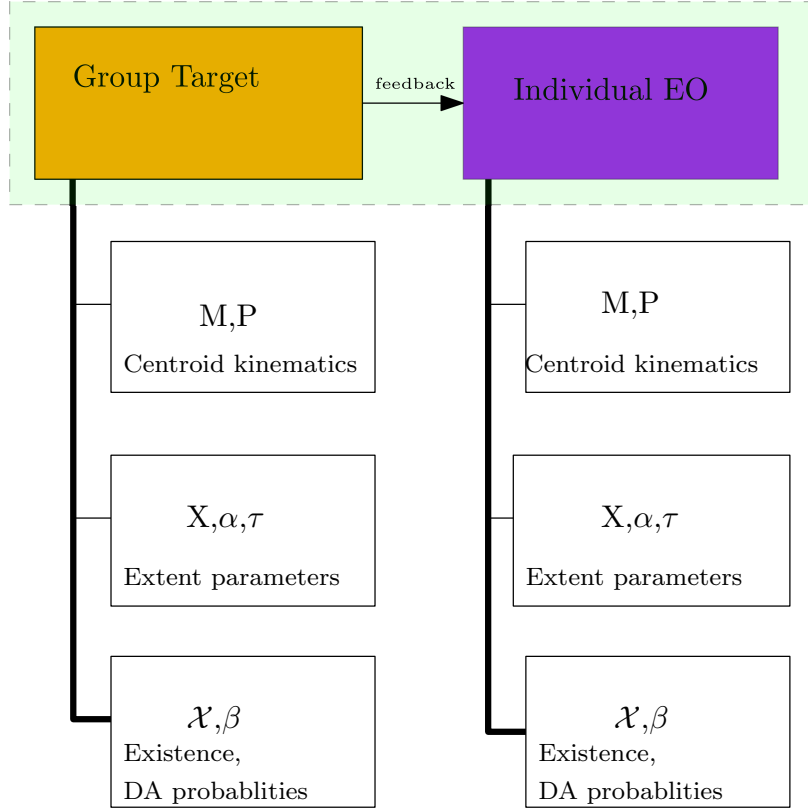 Group Target
feedback
Individual EO
M,P
Centroid kinematics
X,α,τ
Extent parameters
𝒳,β
Existence,
DA probablities
M,P
Centroid kinematics
X,α,τ
Extent parameters
𝒳,β
Existence,
DA probablities